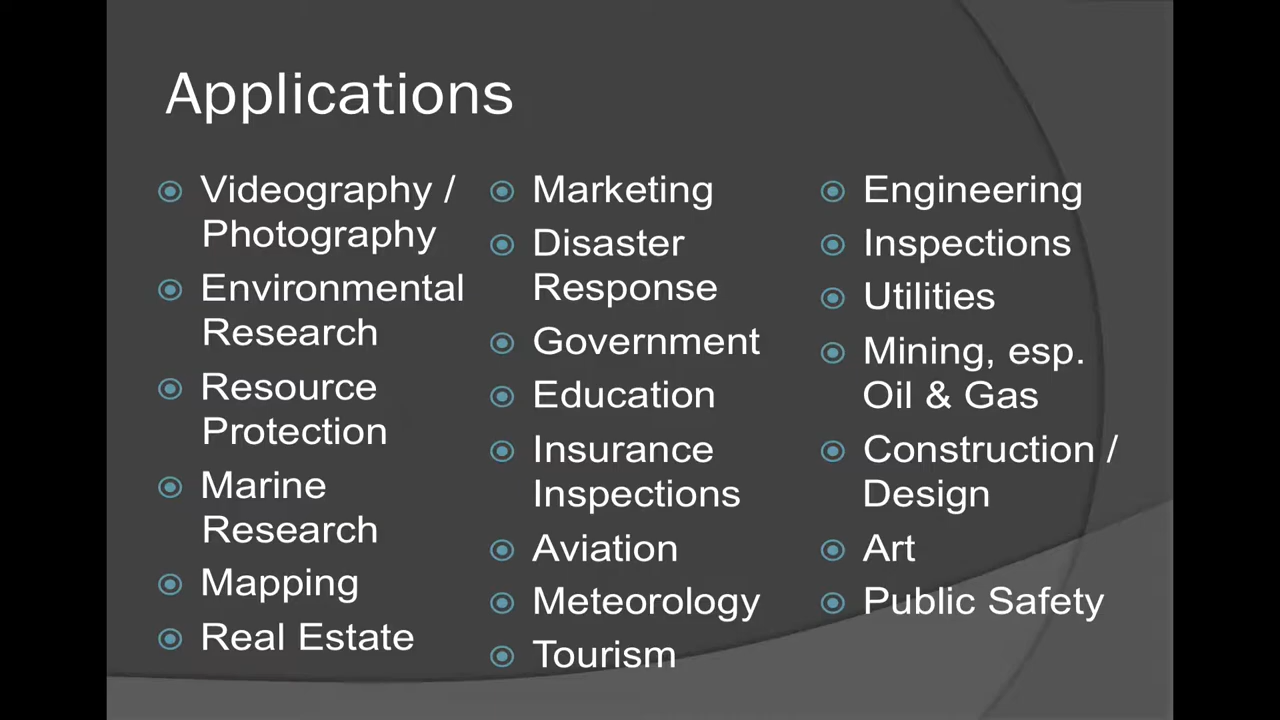 Applications
Videography /
Photography
Environmental
Research
Resource
Protection
Marine
Research
Mapping
Real Estate
Marketing
Disaster
Response
Government
Education
Insurance
Inspections
Aviation
Meteorology
Tourism
Engineering
Inspections
Utilities
Mining, esp.
Oil & Gas
Construction /
Design
Art
Public Safety